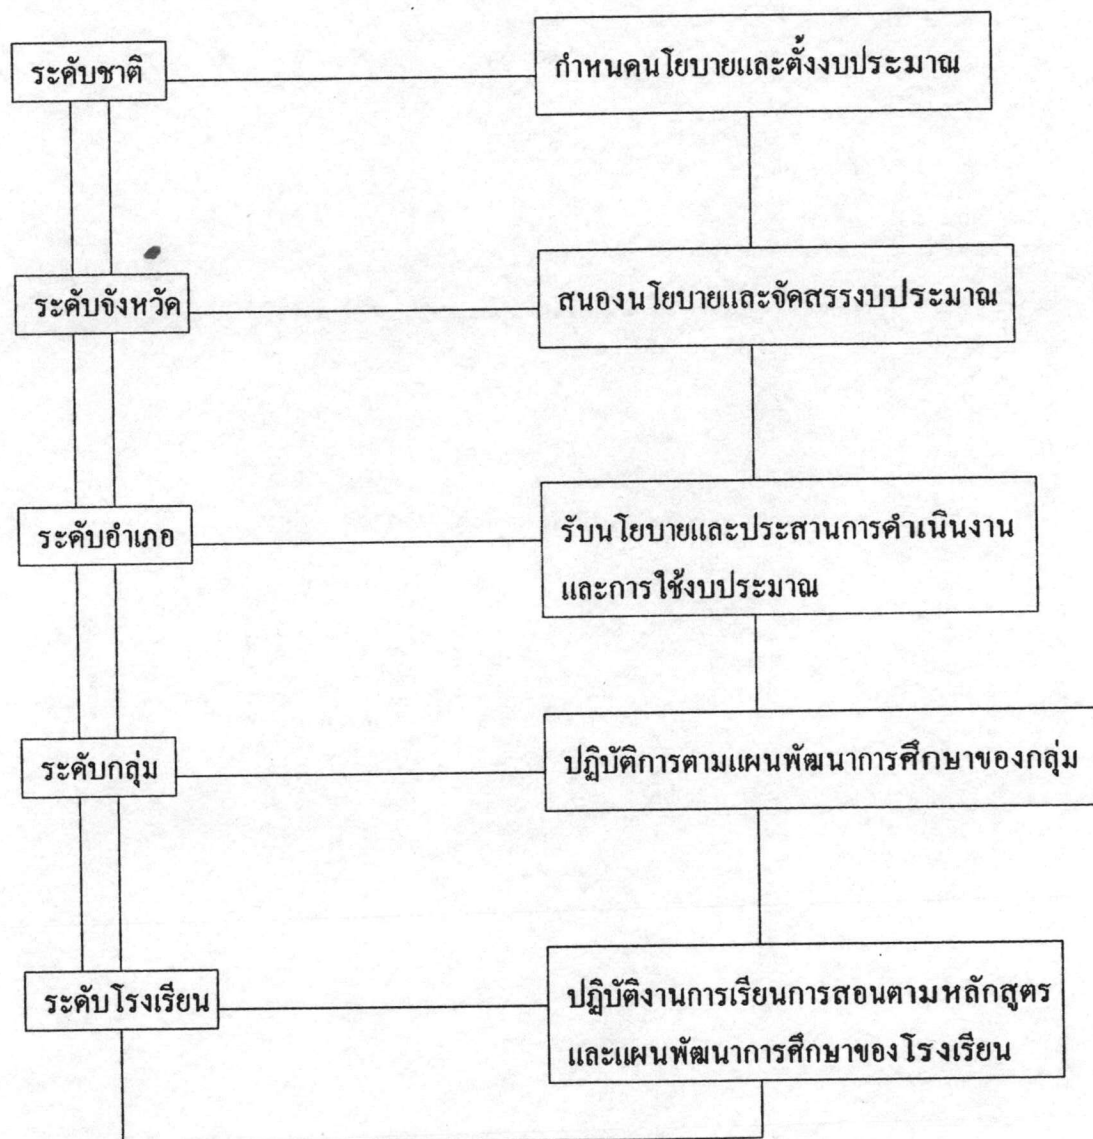 ระดับชาติ
กำหนดนโยบายและตั้งงบประมาณ
ระดับจังหวัด
สนองนโยบายและจัดสรรงบประมาณ
ระดับอำเภอ
รับนโยบายและประสานการดำเนินงาน
และการใช้งบประมาณ
ระดับกลุ่ม
ปฏิบัติการตามแผนพัฒนาการศึกษาของกลุ่ม
ระดับโรงเรียน
ปฏิบัติงานการเรียนการสอนตามหลักสูตร
และแผนพัฒนาการศึกษาของโรงเรียน